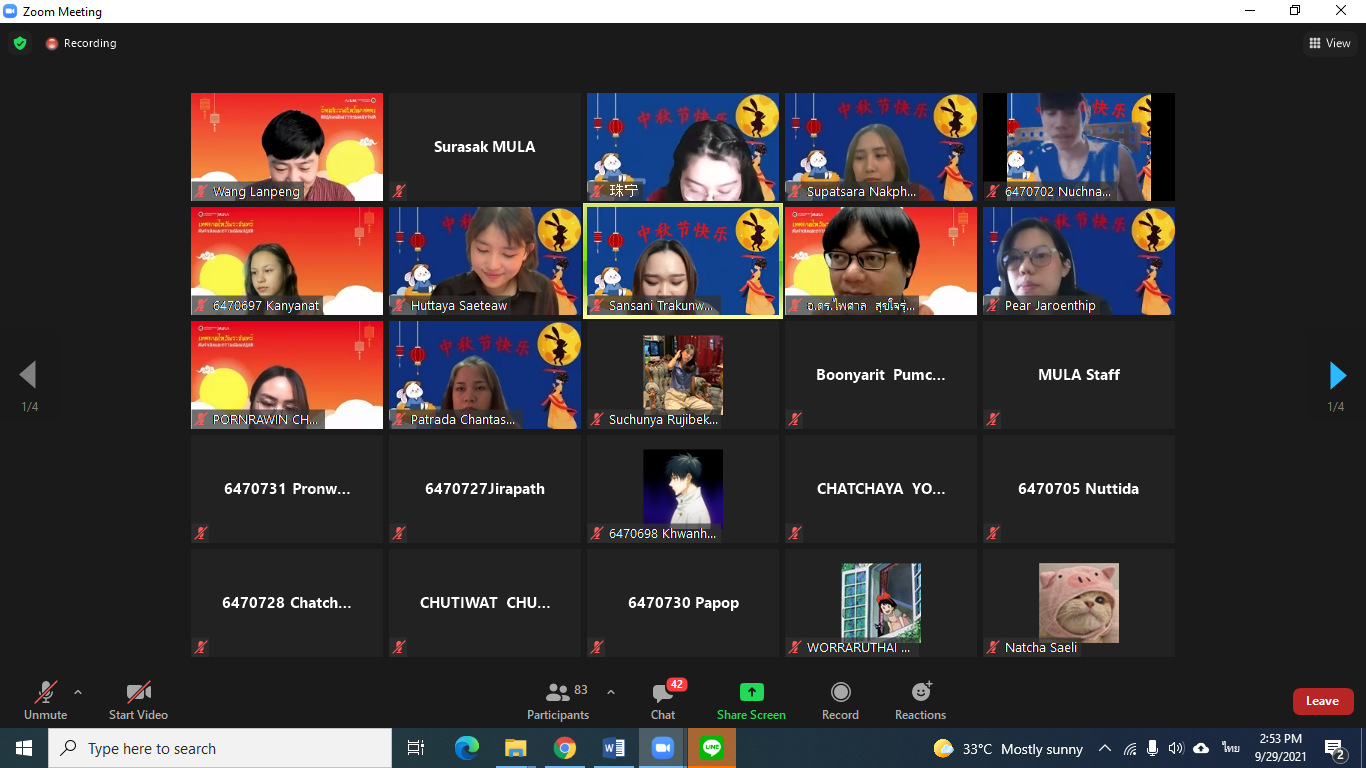 Zoom Meeting
Recording
View
Wang Lanpeng
Surasak MULA
中秋节快乐
珠宁
中秋节快乐
Supatsara Nakph...
6470702 Nuchna...
6470697 Kanyanat
中秋节快乐
Huttaya Saeteaw
中秋节快乐
Sansani Trakunw...
อ.ดร.ไพศาล สุขใจรุ่...
中秋节快乐
Pear Jaroenthip
PORNRAWIN CH...
中秋节快乐
Patrada Chantas...
Suchunya Rujibek...
Boonyarit Pumc...
MULA Staff
1/4
1/4
6470731 Pronw...
6470727Jirapath
6470698 Khwanh...
CHATCHAYA YO...
6470705 Nuttida
6470728 Chatch...
CHUTIWAT CHU...
6470730 Papop
WORRARUTHAI ...
Natcha Saeli
Unmute
Start Video
83
Participants
42
Chat
Share Screen
Record
Reactions
Leave
Type here to search
LINE
33°C Mostly sunny
ไทย
2:53 PM
9/29/2021
2